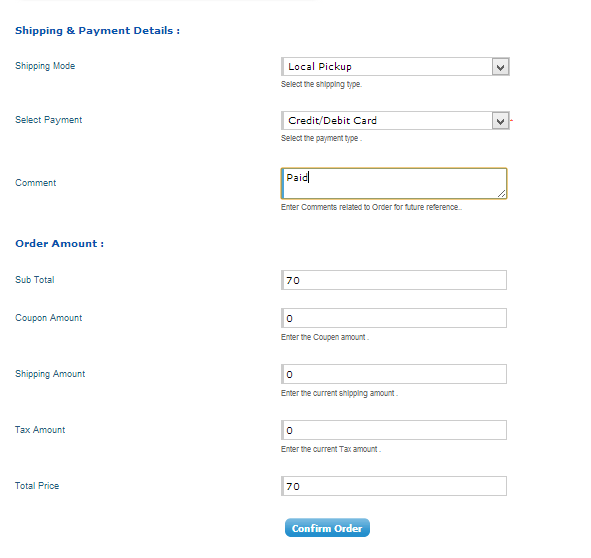 Shipping & Payment Details :
Shipping Mode
Local Pickup
Select the shipping type.
Select Payment
Credit/Debit Card
-
Select the payment type .
Comment
Paid
Enter Comments related to Order for future reference..
Order Amount :
Sub Total
70
Coupon Amount
0
Enter the Coupen amount .
Shipping Amount
0
Enter the current shipping amount .
Tax Amount
0
Enter the current Tax amount .
Total Price
70
Confirm Order